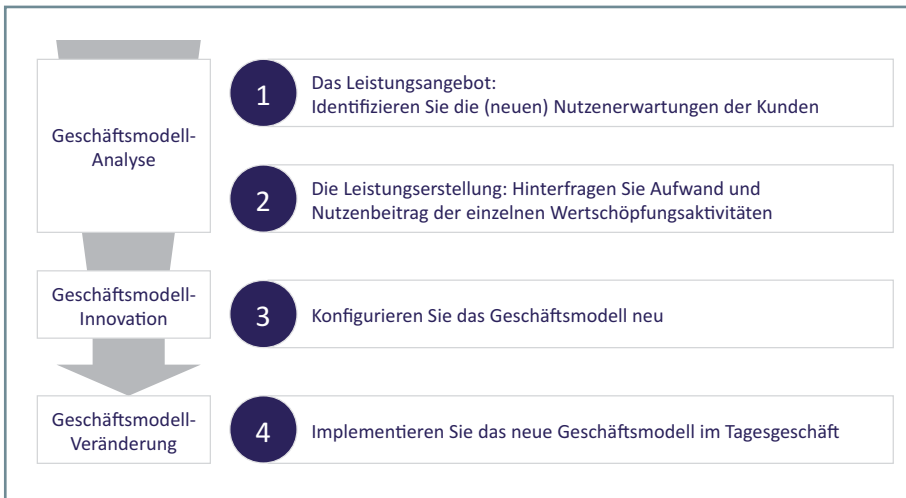 Geschäftsmodell-
Analyse
1
Das Leistungsangebot:
Identifizieren Sie die (neuen) Nutzenerwartungen der Kunden
2
Die Leistungserstellung: Hinterfragen Sie Aufwand und
Nutzenbeitrag der einzelnen Wertschöpfungsaktivitäten
Geschäftsmodell-
Innovation
3
Konfigurieren Sie das Geschäftsmodell neu
Geschäftsmodell-
Veränderung
4
Implementieren Sie das neue Geschäftsmodell im Tagesgeschäft